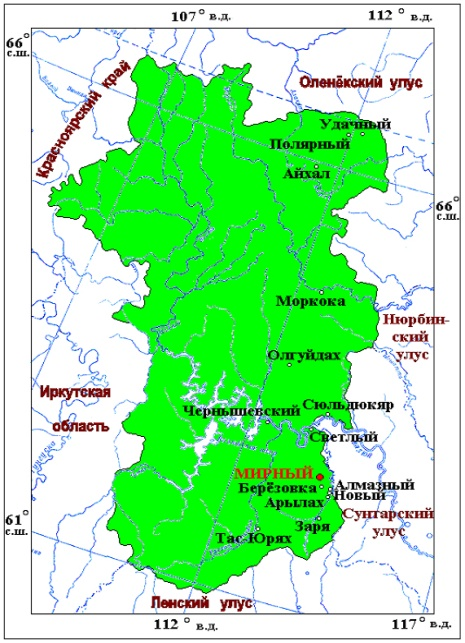 107° в.д.
112° в.д.
66°
с.ш.
Красноярский край
Оленёкский улус
Удачный
Полярный
Айхал
66°
с.ш.
Моркока
Нюрбин-
ский
улус
Олгуйдах
Иркутская
область
Чернышевский
Сюльдюкяр
Светлый
МИРНЫЙ
Алмазный
Берёзовка
Новый
Арылах
Сунтарский
улус
61°
с.ш.
Заря
Тас-Юрях
Ленский улус
112° в.д.
117° в.д.